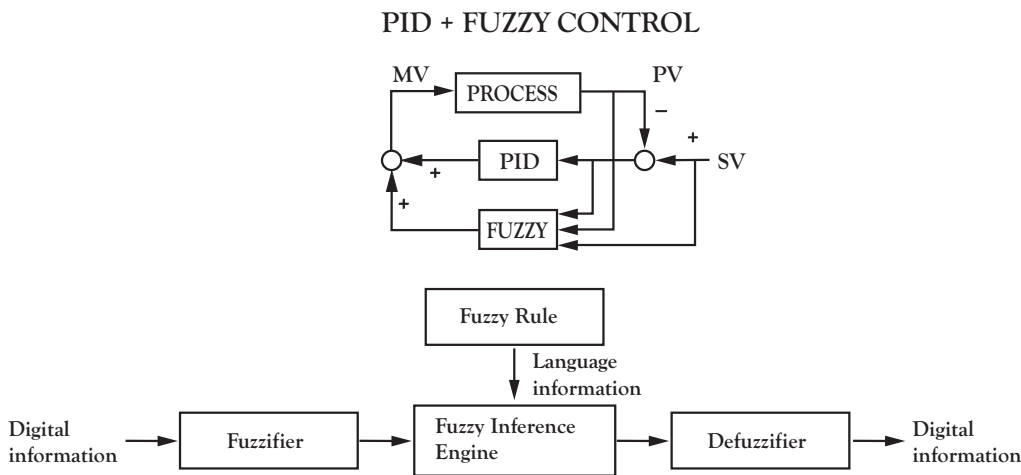 PID + FUZZY CONTROL
MV
PV
PROCESS
−
+
PID
SV
+
+
FUZZY
Fuzzy Rule
Language
information
Digital
information
Fuzzifier
Fuzzy Inference
Engine
Defuzzifier
Digital
information